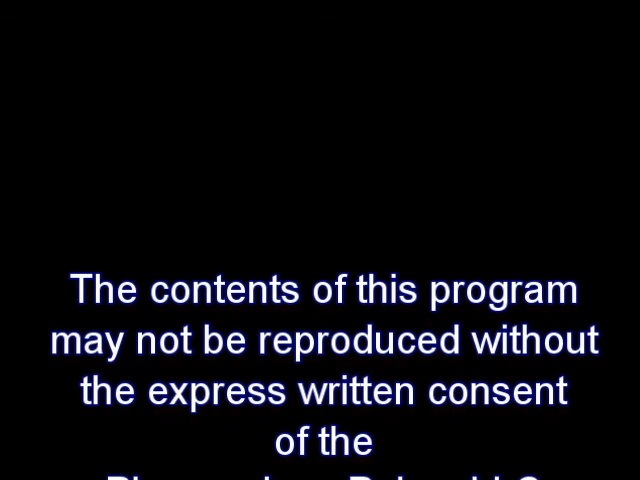 The contents of this program
may not be reproduced without
the express written consent
of the